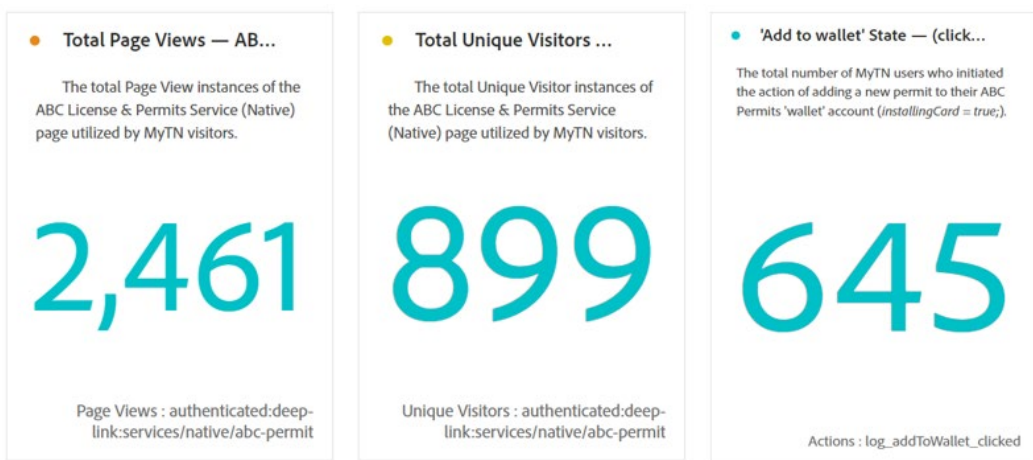 Total Page Views — AB...
The total Page View instances of the
ABC License & Permits Service (Native)
page utilized by MyTN visitors.
2,461
Page Views : authenticated:deep-
link:services/native/abc-permit
Total Unique Visitors ...
The total Unique Visitor instances of
the ABC License & Permits Service
(Native) page utilized by MyTN visitors.
899
Unique Visitors : authenticated:deep-
link:services/native/abc-permit
'Add to wallet' State — (click...
The total number of MyTN users who initiated
the action of adding a new permit to their ABC
Permits 'wallet' account (installingCard = true;).
645
Actions : log_addToWallet_clicked